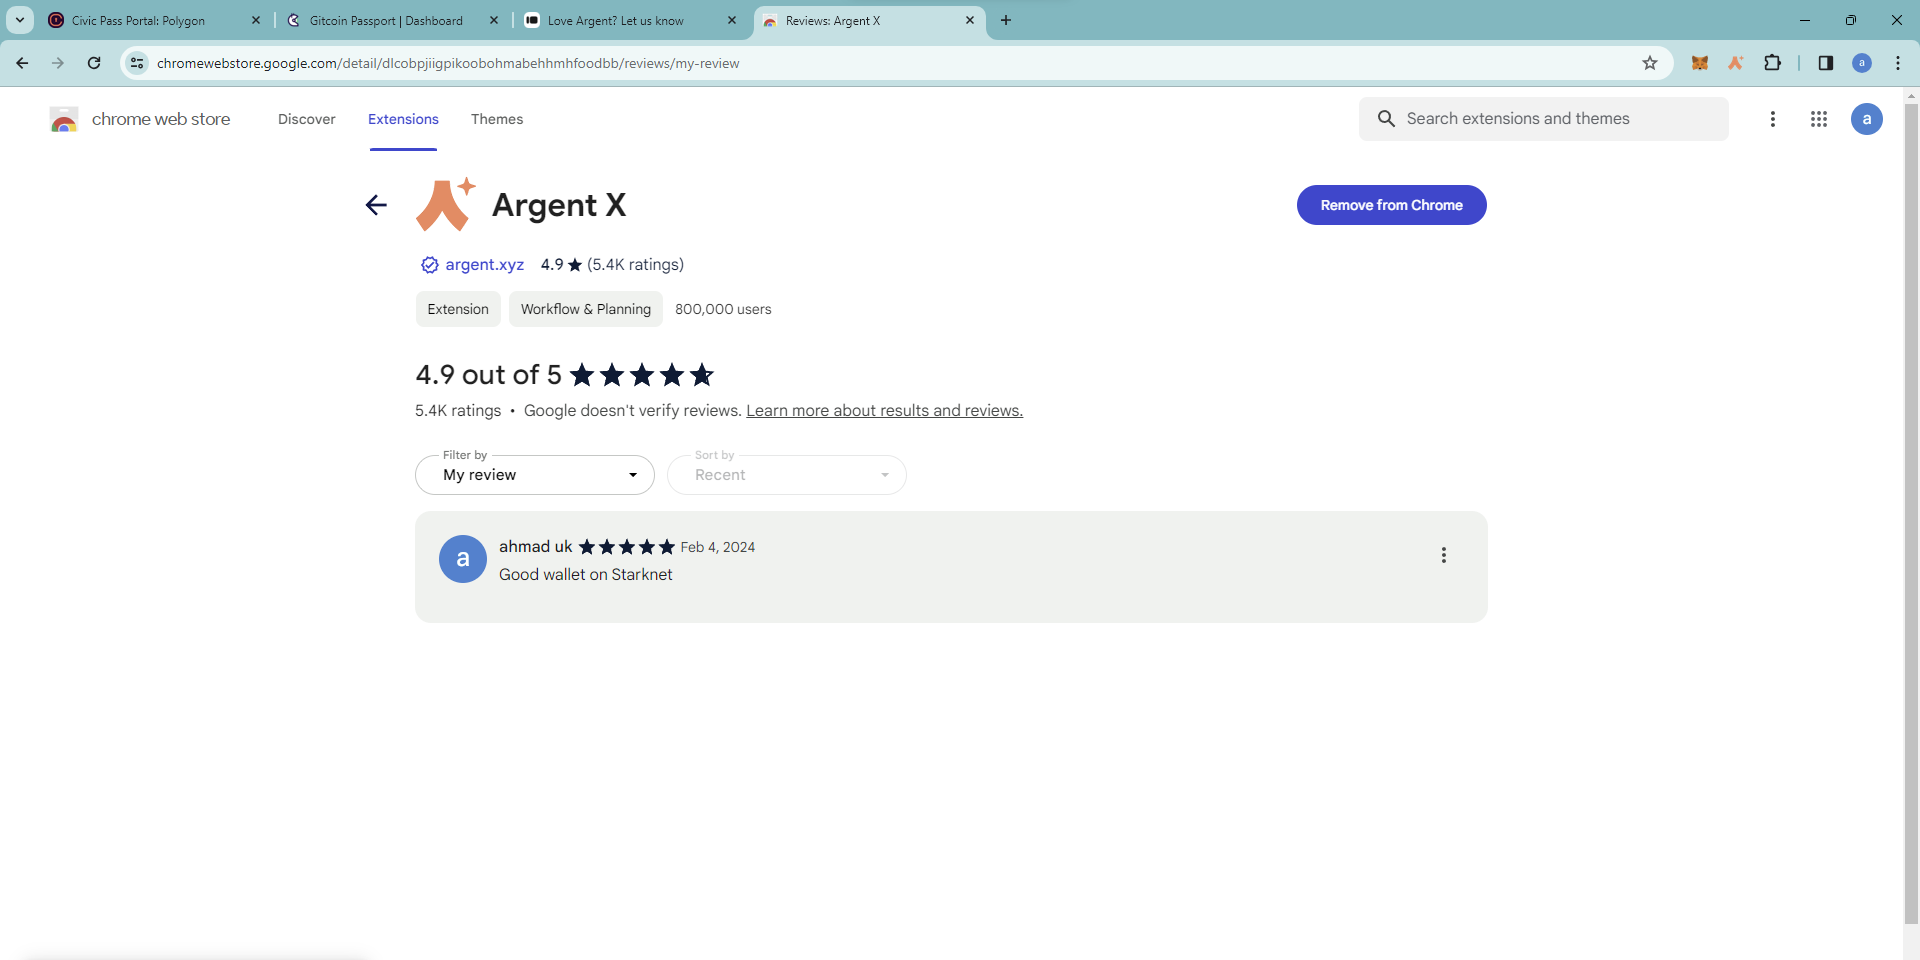 Civic Pass Portal: Polygon
Gitcoin Passport | Dashboard
Love Argent? Let us know
Reviews: Argent X
chromewebstore.google.com/detail/dlcobpjiigpikoobohmabehhmhfoodbb/reviews/my-review
a
chrome web store
Discover
Extensions
Themes
Search extensions and themes
a
Argent X
Remove from Chrome
argent.xyz 4.9 ★ (5.4K ratings)
Extension
Workflow & Planning
800,000 users
4.9 out of 5
5.4K ratings • Google doesn't verify reviews. Learn more about results and reviews.
Filter by
My review
Sort by
Recent
a
ahmad uk ★★★★★ Feb 4, 2024
Good wallet on Starknet